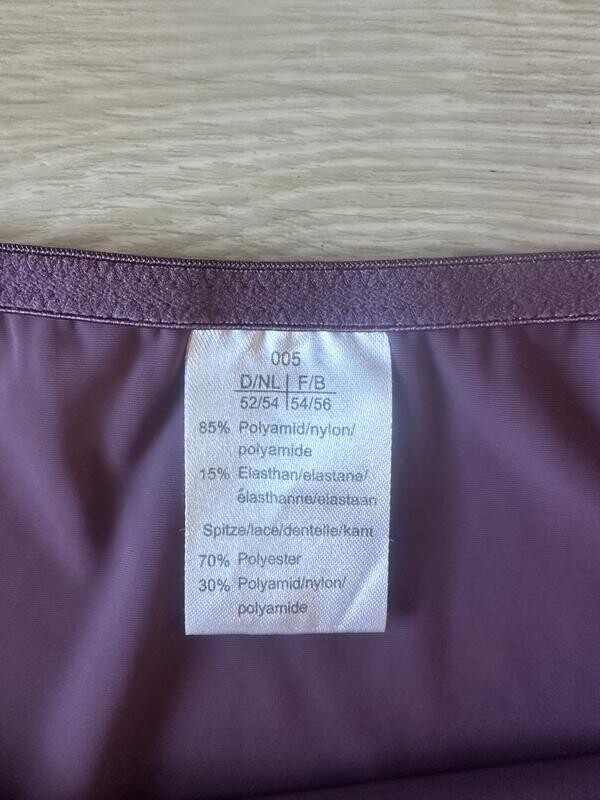 005
D/NL | F/B
52/54 | 54/56
85% Polyamid/nylon/
polyamide
15% Elasthan/elastane/
élasthanne/elastaan
Spitze/lace/dentelle/kant
70% Polyester
30% Polyamid/nylon/
polyamide